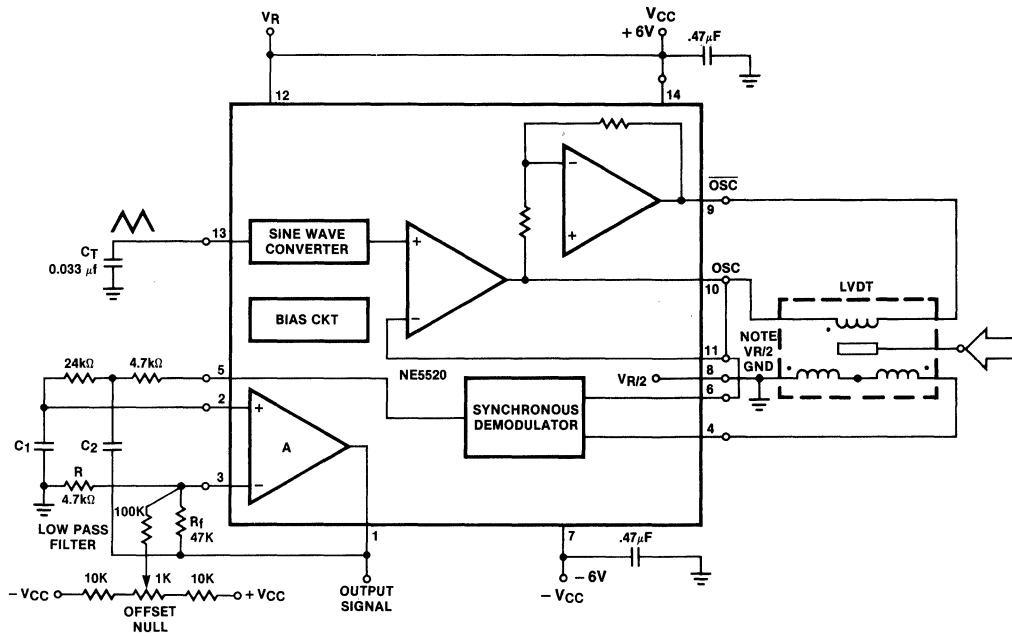 VR
VCC
+ 6V
.47µF
12
14
OSC
9
13
SINE WAVE
CONVERTER
+
−
−
+
CT
0.033 µf
OSC
10
LVDT
BIAS CKT
NOTE
VR/2
GND
11
24kΩ
4.7kΩ
5
NE5520
VR/2
8
6
2
+
SYNCHRONOUS
DEMODULATOR
4
C1
C2
A
R
4.7kΩ
3
−
100K
Rf
47K
LOW PASS
FILTER
1
7
.47µF
10K
1K
10K
− VCC
+ VCC
OFFSET
NULL
OUTPUT
SIGNAL
− 6V
− VCC